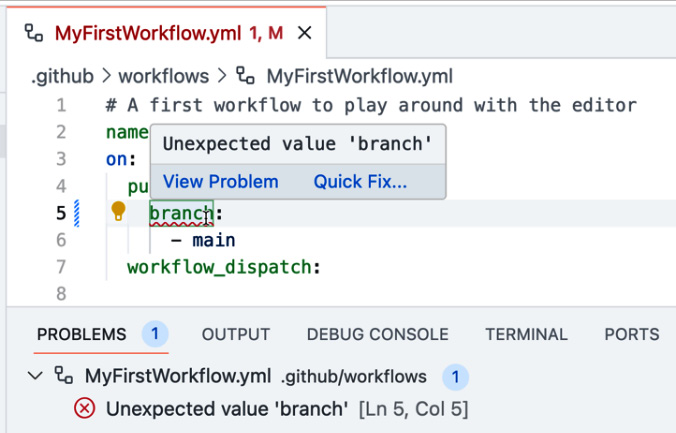 MyFirstWorkflow.yml 1, M
.github > workflows > MyFirstWorkflow.yml
1 # A first workflow to play around with the editor
2 name
Unexpected value 'branch'
3 on:
View Problem Quick Fix...
4 pu
5 branch:
6 - main
7 workflow_dispatch:
8
PROBLEMS 1 OUTPUT DEBUG CONSOLE TERMINAL PORTS
MyFirstWorkflow.yml .github/workflows 1
Unexpected value 'branch' [Ln 5, Col 5]